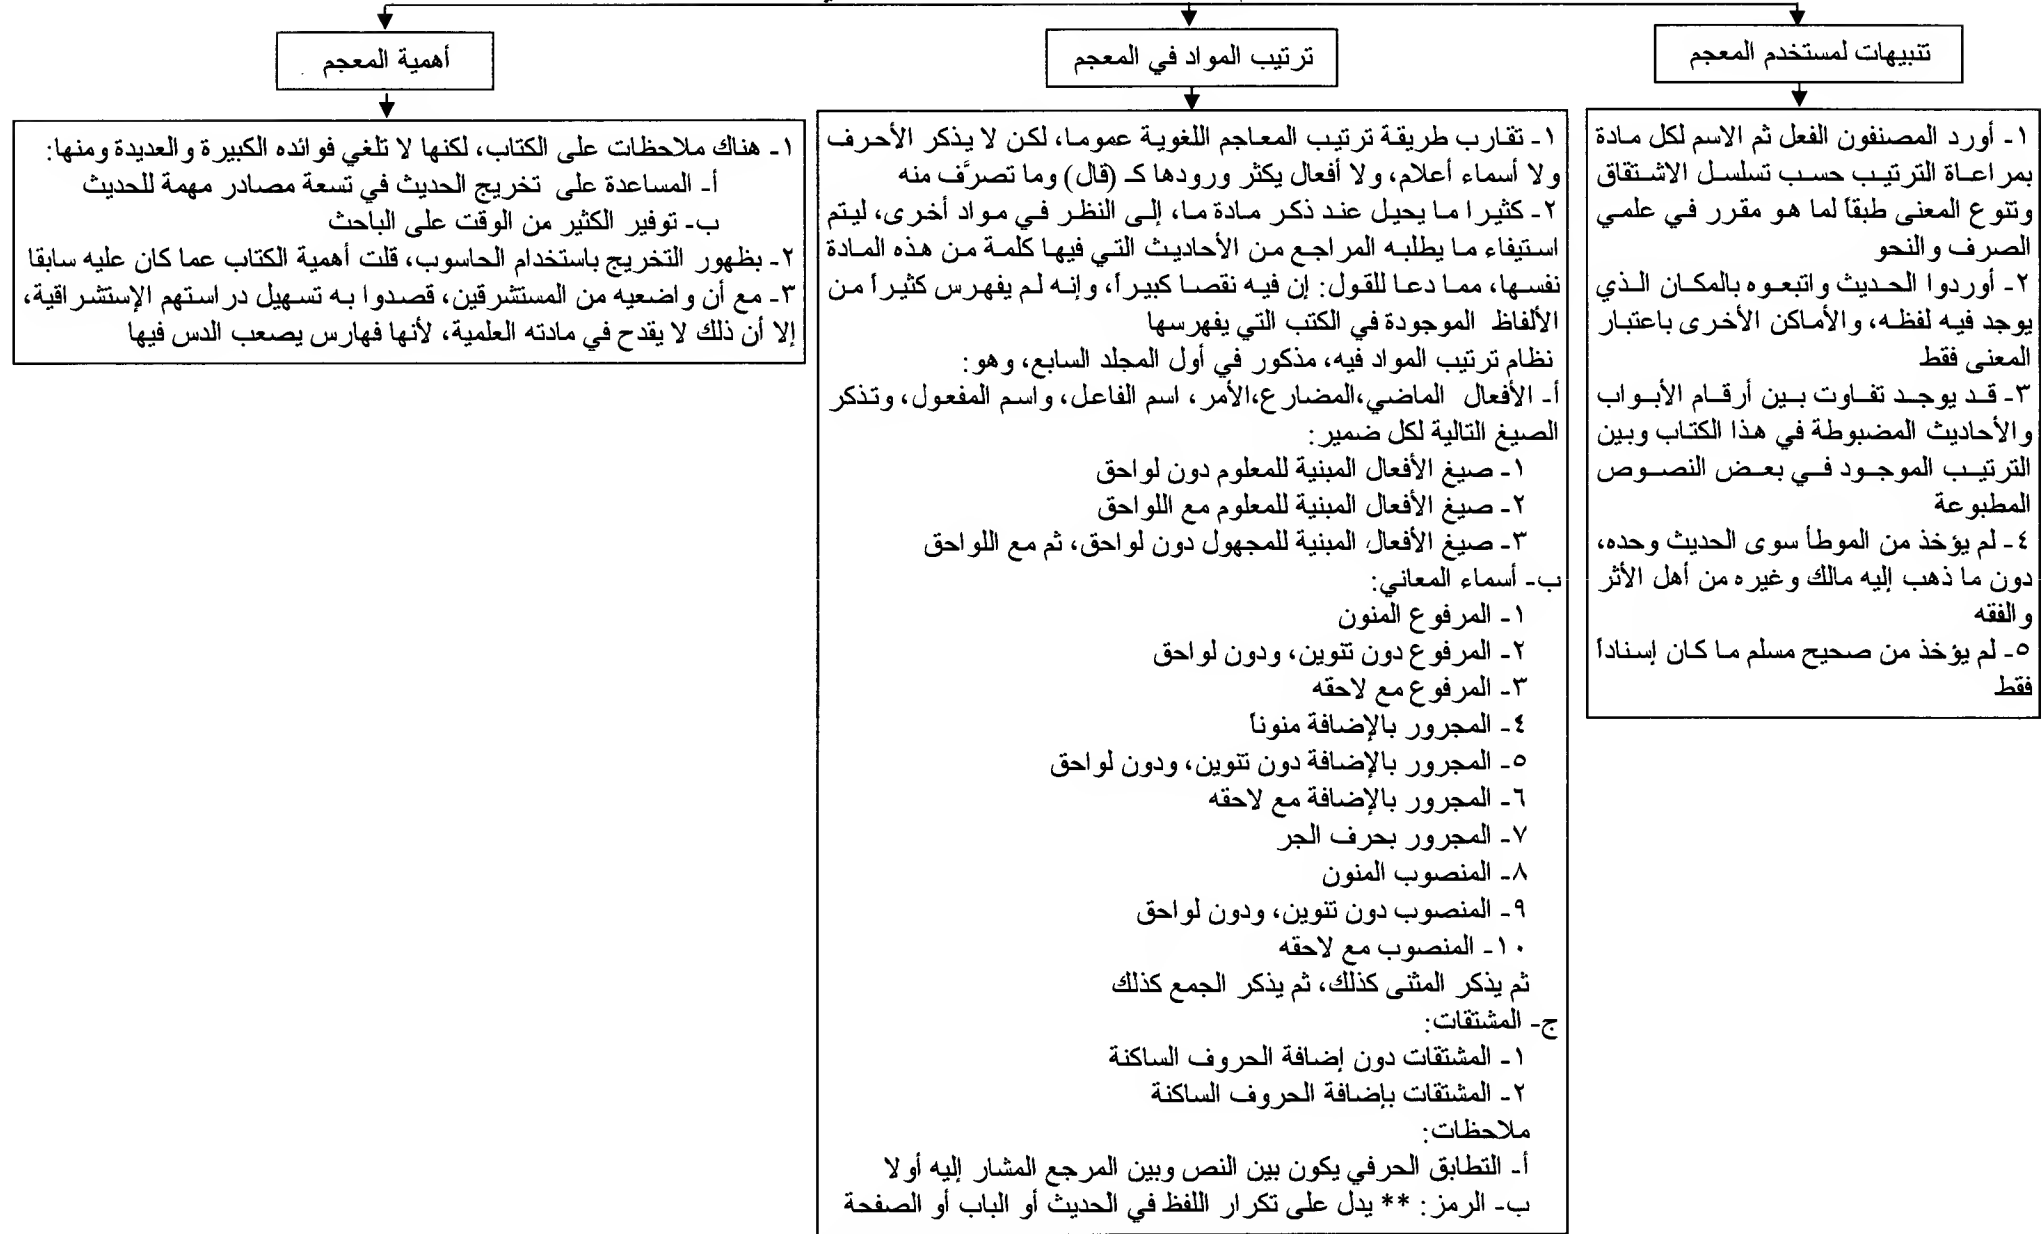 تنبيهات لمستخدم المعجم
١- أورد المصنفون الفعل ثم الاسم لكل مادة
بمراعاة الترتيب حسب تسلسل الاشتقاق
وتنوع المعنى طبقاً لما هو مقرر في علمي
الصرف والنحو
٢- أوردوا الحديث واتبعوه بالمكان الذي
يوجد فيه لفظه، والأماكن الأخرى باعتبار
المعنى فقط
٣- قد يوجد تفاوت بين أرقام الأبواب
والأحاديث المضبوطة في هذا الكتاب وبين
الترتيب الموجود في بعض النصوص
المطبوعة
٤- لم يؤخذ من الموطأ سوى الحديث وحده،
دون ما ذهب إليه مالك وغيره من أهل الأثر
والفقه
٥- لم يؤخذ من صحيح مسلم ما كان إسناداً
فقط
ترتيب المواد في المعجم
١- تقارب طريقة ترتيب المعاجم اللغوية عموما، لكن لا يذكر الأحرف
ولا أسماء أعلام، ولا أفعال يكثر ورودها كـ (قال) وما تصرَّف منه
٢- كثيرا ما يحيل عند ذكر مادة ما، إلى النظر في مواد أخرى، ليتم
استيفاء ما يطلبه المراجع من الأحاديث التي فيها كلمة من هذه المادة
نفسها، مما دعا للقول: إن فيه نقصا كبيراً، وإنه لم يفهرس كثيراً من
الألفاظ الموجودة في الكتب التي يفهرسها
نظام ترتيب المواد فيه، مذكور في أول المجلد السابع، وهو:
أ- الأفعال الماضي،المضارع،الأمر، اسم الفاعل، واسم المفعول، وتذكر
الصيغ التالية لكل ضمير:
١- صيغ الأفعال المبنية للمعلوم دون لواحق
٢- صيغ الأفعال المبنية للمعلوم مع اللواحق
٣- صيغ الأفعال المبنية للمجهول دون لواحق، ثم مع اللواحق
ب- أسماء المعاني:
١- المرفوع المنون
٢- المرفوع دون تنوين، ودون لواحق
٣- المرفوع مع لاحقه
٤- المجرور بالإضافة منوناً
٥- المجرور بالإضافة دون تنوين، ودون لواحق
٦- المجرور بالإضافة مع لاحقه
٧- المجرور بحرف الجر
٨- المنصوب المنون
٩- المنصوب دون تنوين، ودون لواحق
١٠- المنصوب مع لاحقه
ثم يذكر المثنى كذلك، ثم يذكر الجمع كذلك
ج- المشتقات:
١- المشتقات دون إضافة الحروف الساكنة
٢- المشتقات بإضافة الحروف الساكنة
ملاحظات:
أ- التطابق الحرفي يكون بين النص وبين المرجع المشار إليه أولا
ب- الرمز: ** يدل على تكرار اللفظ في الحديث أو الباب أو الصفحة
أهمية المعجم
١- هناك ملاحظات على الكتاب، لكنها لا تلغي فوائده الكبيرة والعديدة ومنها:
أ- المساعدة على تخريج الحديث في تسعة مصادر مهمة للحديث
ب- توفير الكثير من الوقت على الباحث
٢- بظهور التخريج باستخدام الحاسوب، قلت أهمية الكتاب عما كان عليه سابقا
٣- مع أن واضعيه من المستشرقين، قصدوا به تسهيل دراستهم الإستشراقية،
إلا أن ذلك لا يقدح في مادته العلمية، لأنها فهارس يصعب الدس فيها